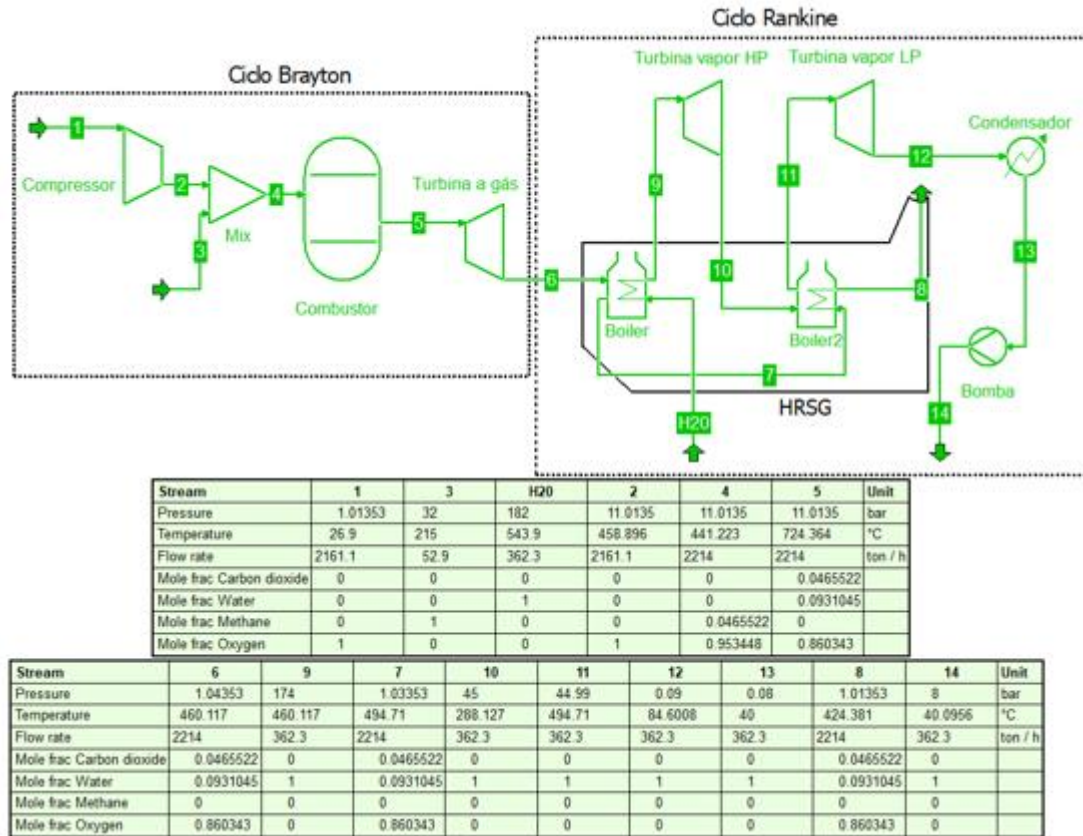 Ciclo Rankine
Ciclo Brayton
Turbina vapor HP
Turbina vapor LP
Condensador
1
Compressor
2
4
Mix
3
Combustor
Turbina a gás
5
6
9
10
11
12
13
8
Boiler
Boiler2
7
HRSG
Bomba
14
H20
Stream 1 3 H20 2 4 5 Unit
Pressure 1.01353 32 182 11.0135 11.0135 11.0135 bar
Temperature 26.9 215 543.9 458.896 441.223 724.364 °C
Flow rate 2161.1 52.9 362.3 2161.1 2214 2214 ton / h
Mole frac Carbon dioxide 0 0 0 0 0 0.0465522
Mole frac Water 0 0 1 0 0 0.0931045
Mole frac Methane 0 1 0 0 0.0465522 0
Mole frac Oxygen 1 0 0 1 0.953448 0.860343
Stream 6 9 7 10 11 12 13 8 14 Unit
Pressure 1.04353 174 1.03353 45 44.99 0.09 0.08 1.01353 8 bar
Temperature 460.117 460.117 494.71 288.127 494.71 84.6008 40 424.381 40.0956 °C
Flow rate 2214 362.3 2214 362.3 362.3 362.3 362.3 2214 362.3 ton / h
Mole frac Carbon dioxide 0.0465522 0 0.0465522 0 0 0 0 0.0465522 0
Mole frac Water 0.0931045 1 0.0931045 1 1 1 1 0.0931045 1
Mole frac Methane 0 0 0 0 0 0 0 0 0
Mole frac Oxygen 0.860343 0 0.860343 0 0 0 0 0.860343 0